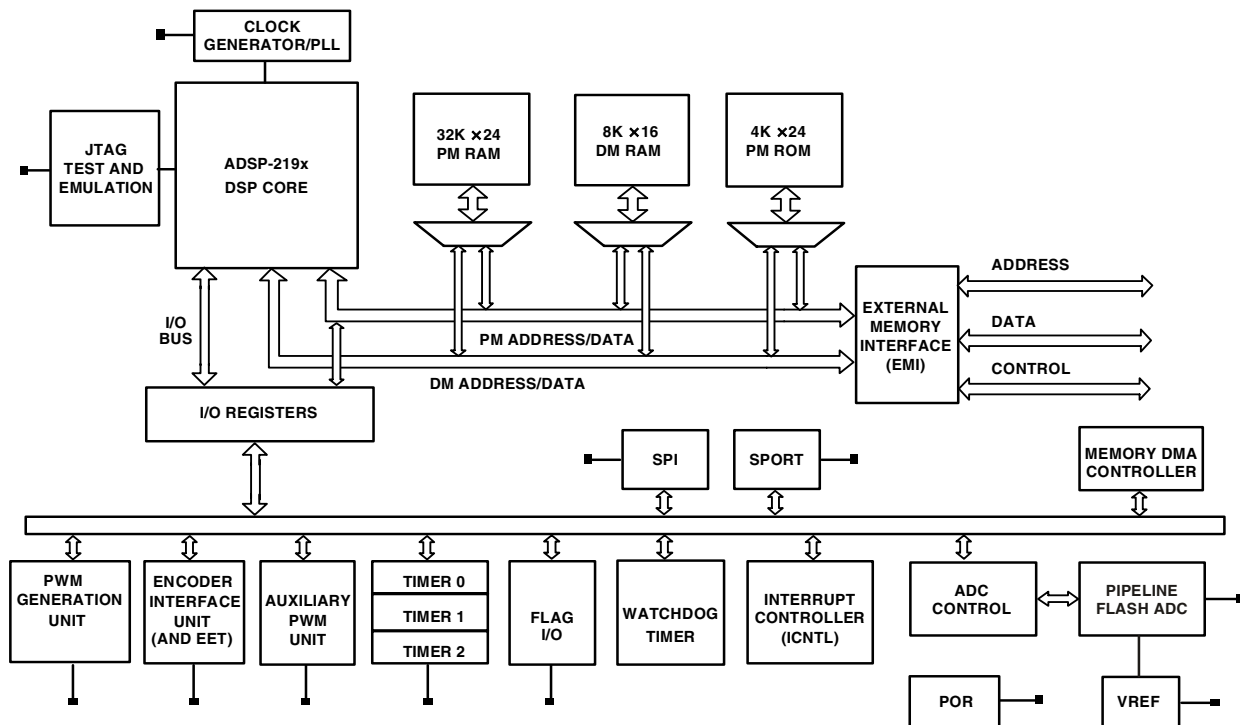 CLOCK
GENERATOR/PLL
JTAG
TEST AND
EMULATION
ADSP-219x
DSP CORE
32K ×24
PM RAM
8K ×16
DM RAM
4K ×24
PM ROM
I/O
BUS
PM ADDRESS/DATA
DM ADDRESS/DATA
EXTERNAL
MEMORY
INTERFACE
(EMI)
ADDRESS
DATA
CONTROL
I/O REGISTERS
SPI
SPORT
MEMORY DMA
CONTROLLER
PWM
GENERATION
UNIT
ENCODER
INTERFACE
UNIT
(AND EET)
AUXILIARY
PWM
UNIT
TIMER 0
TIMER 1
TIMER 2
FLAG
I/O
WATCHDOG
TIMER
INTERRUPT
CONTROLLER
(ICNTL)
ADC
CONTROL
PIPELINE
FLASH ADC
POR
VREF